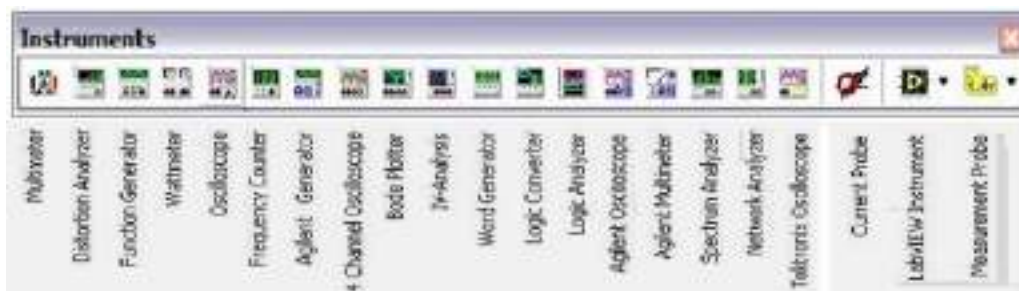 Instruments
Multimeter
Distortion Analyzer
Function Generator
Wattmeter
Oscilloscope
Frequency Counter
Agilent Generator
4 Channel Oscilloscope
Bode Plotter
IV-Analysis
Word Generator
Logic Converter
Logic Analyzer
Agilent Oscilloscope
Agilent Multimeter
Spectrum Analyzer
Network Analyzer
Tektronix Oscilloscope
Current Probe
LabVIEW Instrument
Measurement Probe